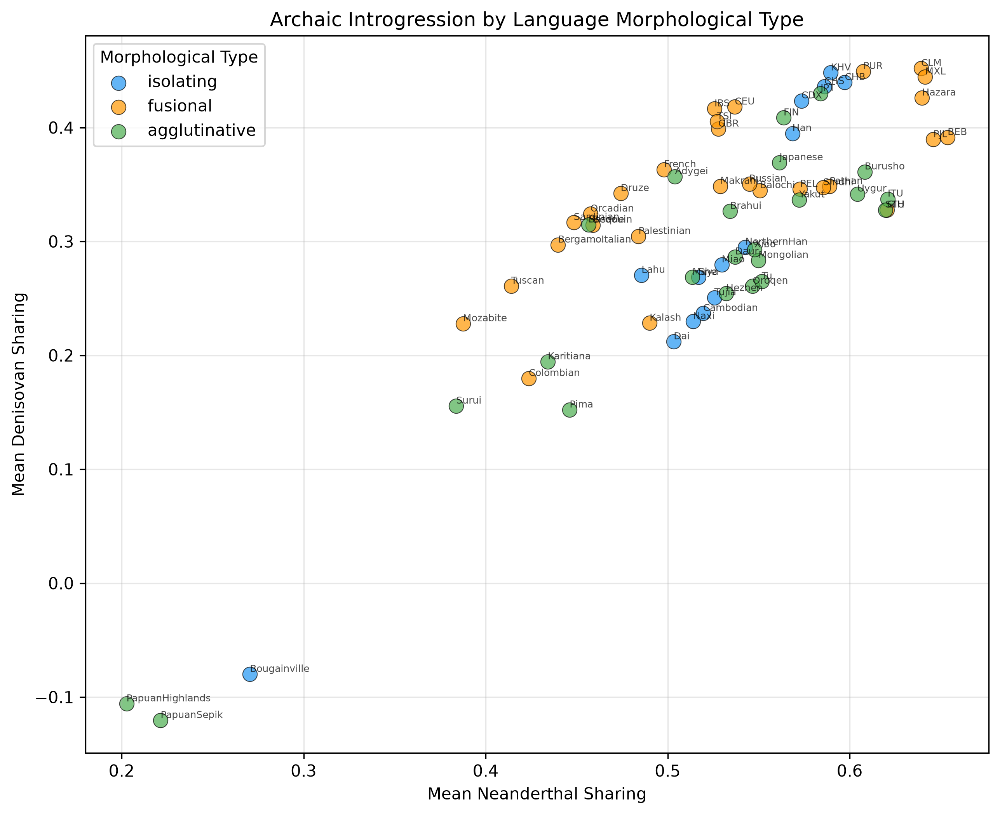 Archaic Introgression by Language Morphological Type
Morphological Type
isolating
fusional
agglutinative
CLM
KHV
PUR
MXL
CHB
CHS
JPT
Hazara
CDX
IBS
CEU
FIN
TSI
GBR
Han
PJL
BEB
French
Adygei
Japanese
Burusho
Makrani
Russian
Balochi
PEL
Sindhi
Pathan
Uygur
Druze
Yakut
ITU
STU
GIH
Brahui
Orcadian
Sardinian
Basque
Bedouin
Palestinian
BergamoItalian
NorthernHan
Xibo
Daur
Mongolian
Miao
Lahu
Maya
She
Tu
Oroqen
Hezhen
Tujia
Tuscan
Cambodian
Naxi
Mozabite
Kalash
Dai
Karitiana
Colombian
Surui
Pima
Bougainville
PapuanHighlands
PapuanSepik
0.4
0.3
0.2
0.1
0.0
−0.1
Mean Denisovan Sharing
0.2
0.3
0.4
0.5
0.6
Mean Neanderthal Sharing